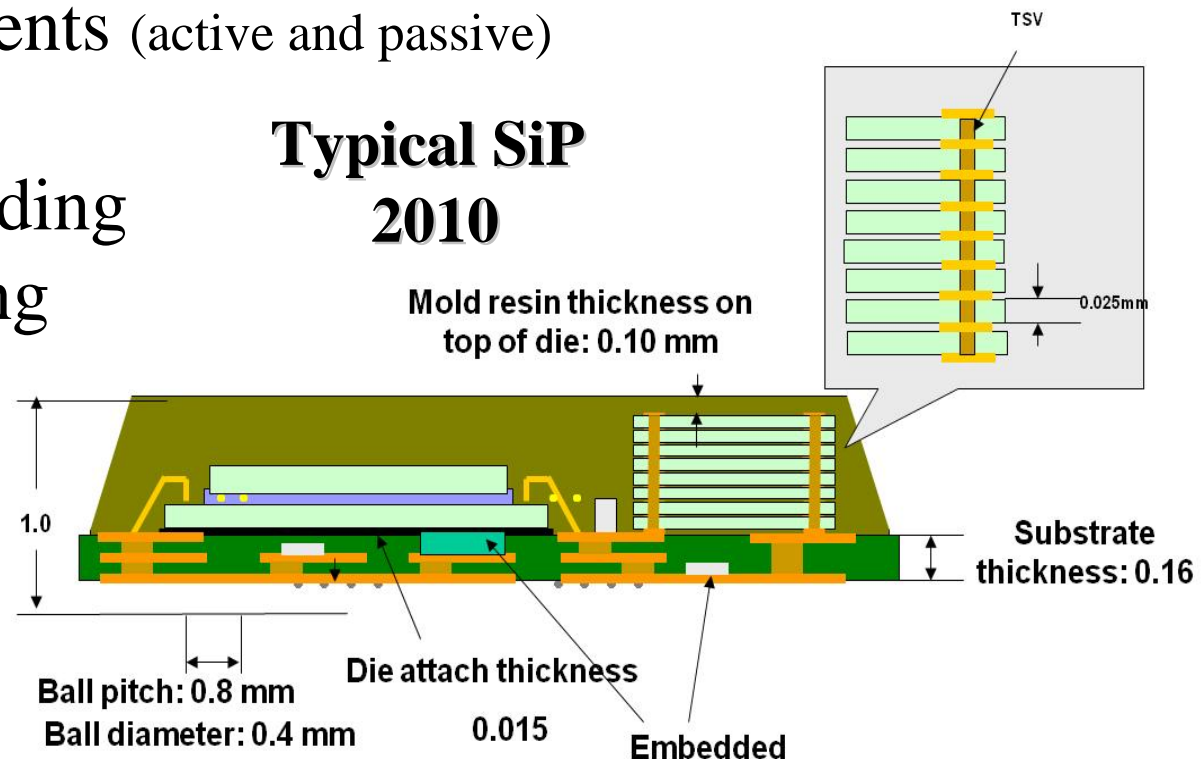 ents (active and passive)
TSV
Typical SiP
2010
ding
ng
Mold resin thickness on
top of die: 0.10 mm
0.025mm
1.0
Substrate
thickness: 0.16
Die attach thickness
0.015
Ball pitch: 0.8 mm
Ball diameter: 0.4 mm
Embedded